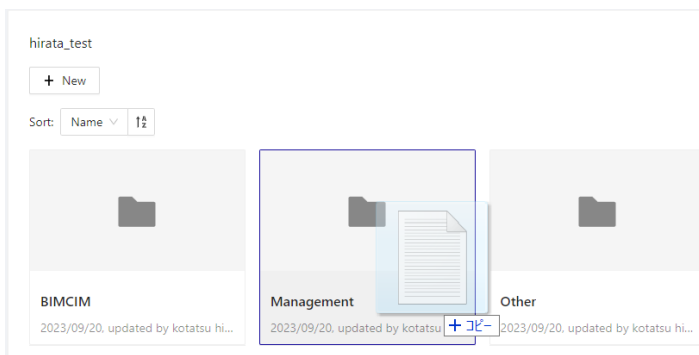 hirata_test
+ New
Sort: Name
BIMCIM
2023/09/20, updated by kotatsu hi...
Management
2023/09/20, updated by kotatsu
+ コピー
Other
2023/09/20, updated by kotatsu hi...